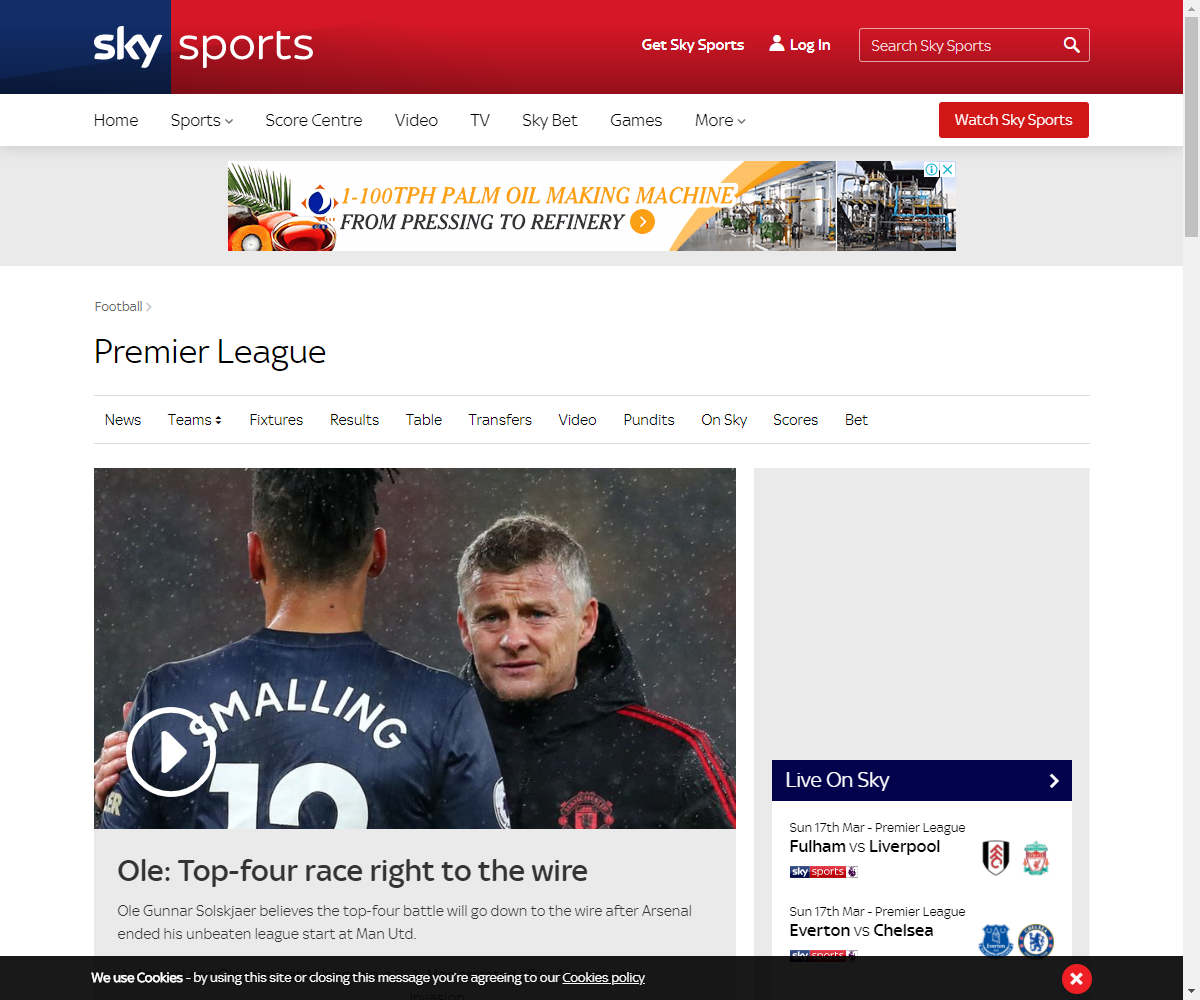 sky sports
Get Sky Sports
Log In
Search Sky Sports
Home
Sports
Score Centre
Video
TV
Sky Bet
Games
More
Watch Sky Sports
1-100TPH PALM OIL MAKING MACHINE
FROM PRESSING TO REFINERY
Football
Premier League
News
Teams
Fixtures
Results
Table
Transfers
Video
Pundits
On Sky
Scores
Bet
SMALLING
12
Ole: Top-four race right to the wire
Ole Gunnar Solskjaer believes the top-four battle will go down to the wire after Arsenal
ended his unbeaten league start at Man Utd.
Live On Sky
Sun 17th Mar - Premier League
Fulham vs Liverpool
sky sports
Sun 17th Mar - Premier League
Everton vs Chelsea
sky sports
We use Cookies - by using this site or closing this message you're agreeing to our Cookies policy